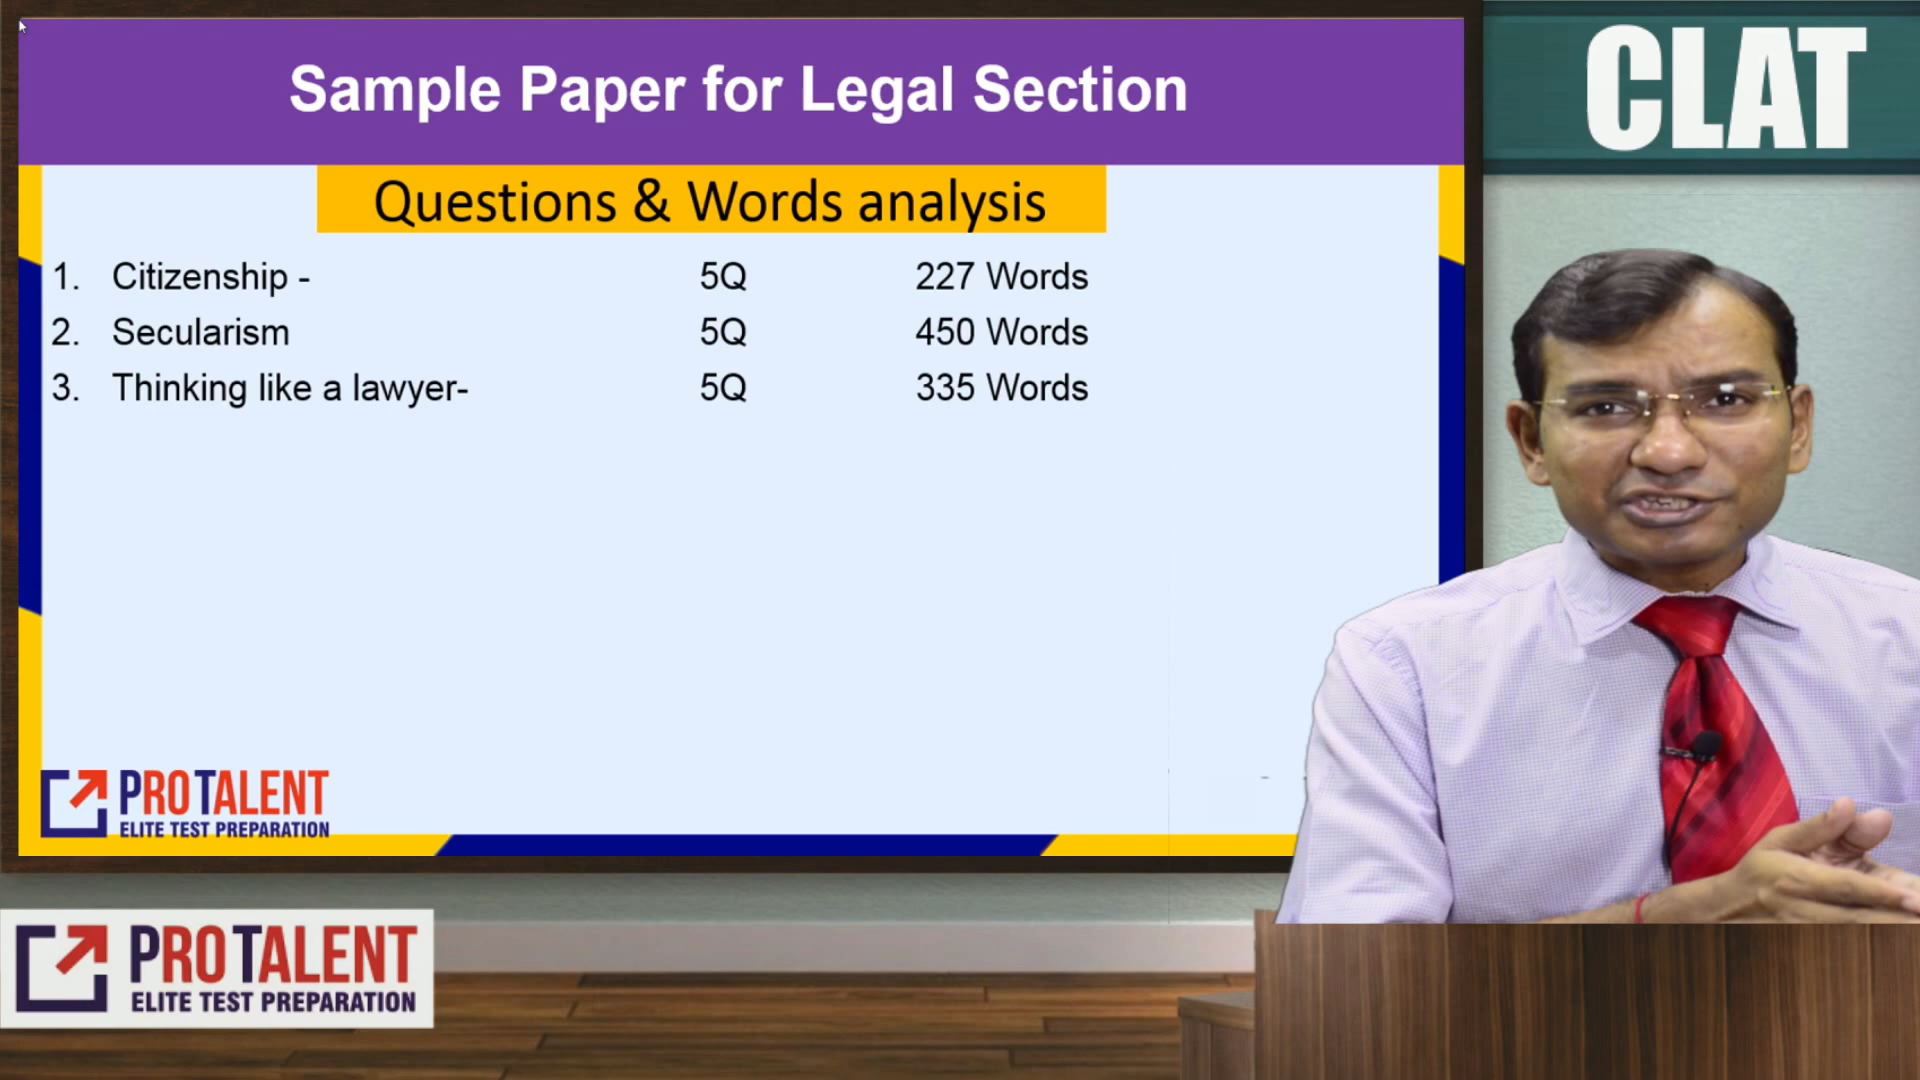 Sample Paper for Legal Section
CLAT
Questions & Words analysis
1. Citizenship - 5Q 227 Words
2. Secularism 5Q 450 Words
3. Thinking like a lawyer- 5Q 335 Words
PROTALENT
ELITE TEST PREPARATION
PROTALENT
ELITE TEST PREPARATION